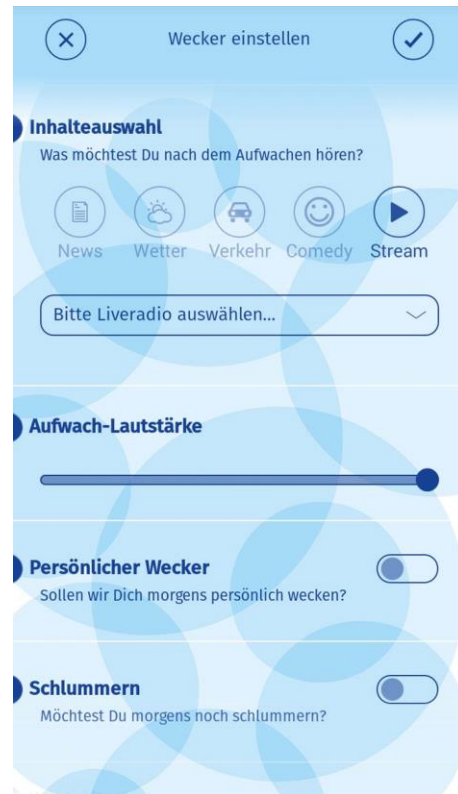 Wecker einstellen
Inhalteauswahl
Was möchtest Du nach dem Aufwachen hören?
News Wetter Verkehr Comedy Stream
Bitte Liveradio auswählen...
Aufwach-Lautstärke
Persönlicher Wecker
Sollen wir Dich morgens persönlich wecken?
Schlummern
Möchtest Du morgens noch schlummern?